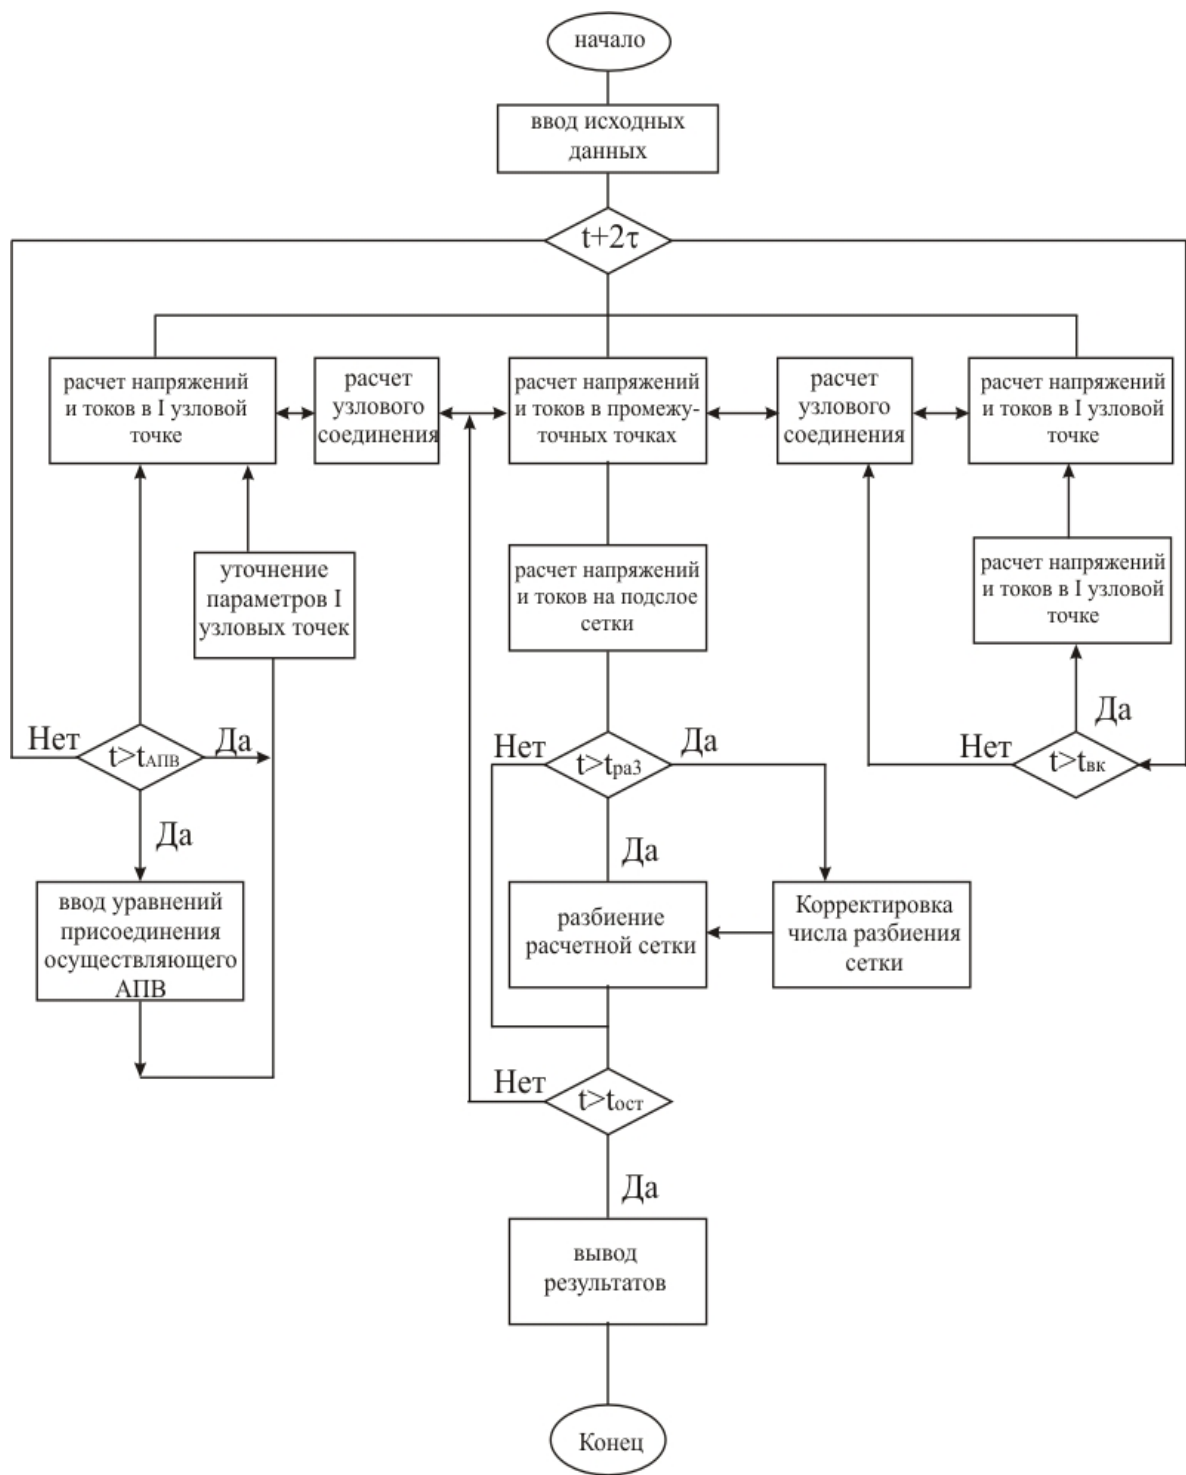 начало
ввод исходных
данных
t+2τ
расчет напряжений
и токов в I узловой
точке
расчет
узлового
соединения
расчет напряжений
и токов в промежу-
точных точках
расчет
узлового
соединения
расчет напряжений
и токов в I узловой
точке
уточнение
параметров I
узловых точек
расчет напряжений
и токов на подслое
сетки
расчет напряжений
и токов в I узловой
точке
Нет
t>tАПВ
Да
Да
Нет
t>tра3
Да
Да
Нет
t>tвк
Да
ввод уравнений
присоединения
осуществляющего
АПВ
разбиение
расчетной сетки
Корректировка
числа разбиения
сетки
Нет
t>tост
Да
вывод
результатов
Конец